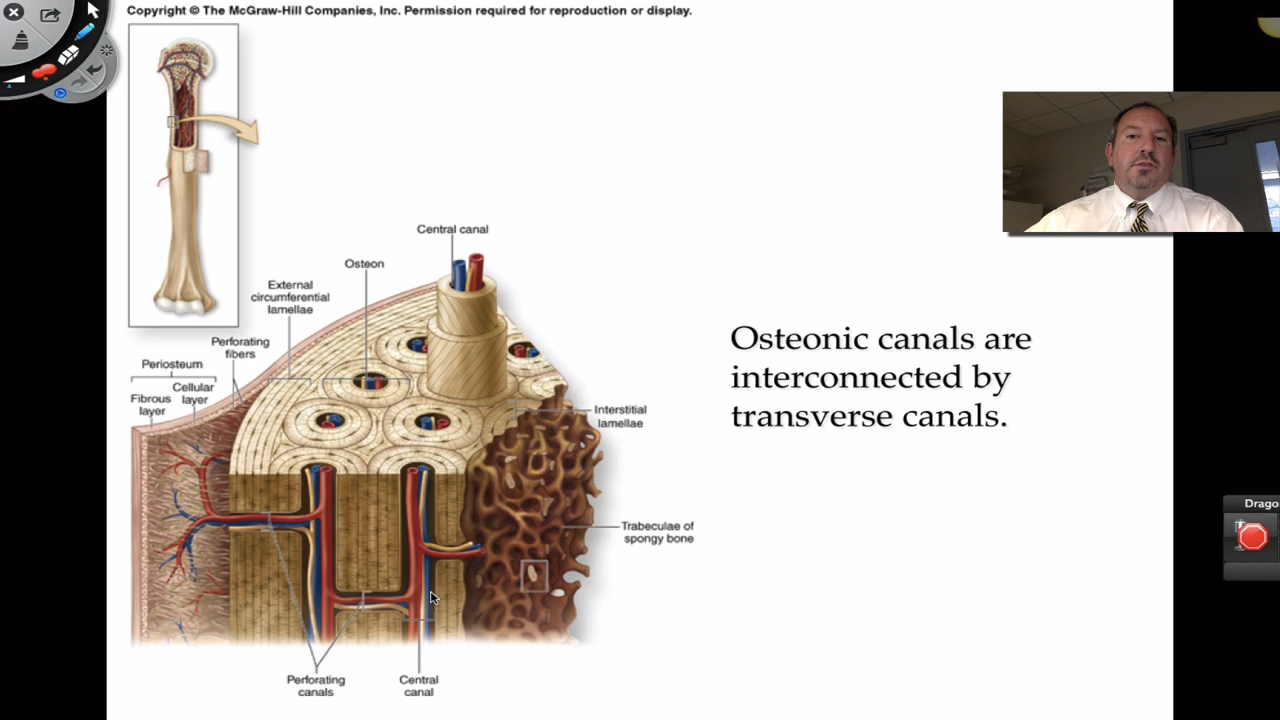 Copyright © The McGraw-Hill Companies, Inc. Permission required for reproduction or display.
Central canal
Osteon
External
circumferential
lamellae
Perforating
fibers
Periosteum
Cellular
layer
Fibrous
layer
Interstitial
lamellae
Osteonic canals are
interconnected by
transverse canals.
Trabeculae of
spongy bone
Drago
Perforating
canals
Central
canal